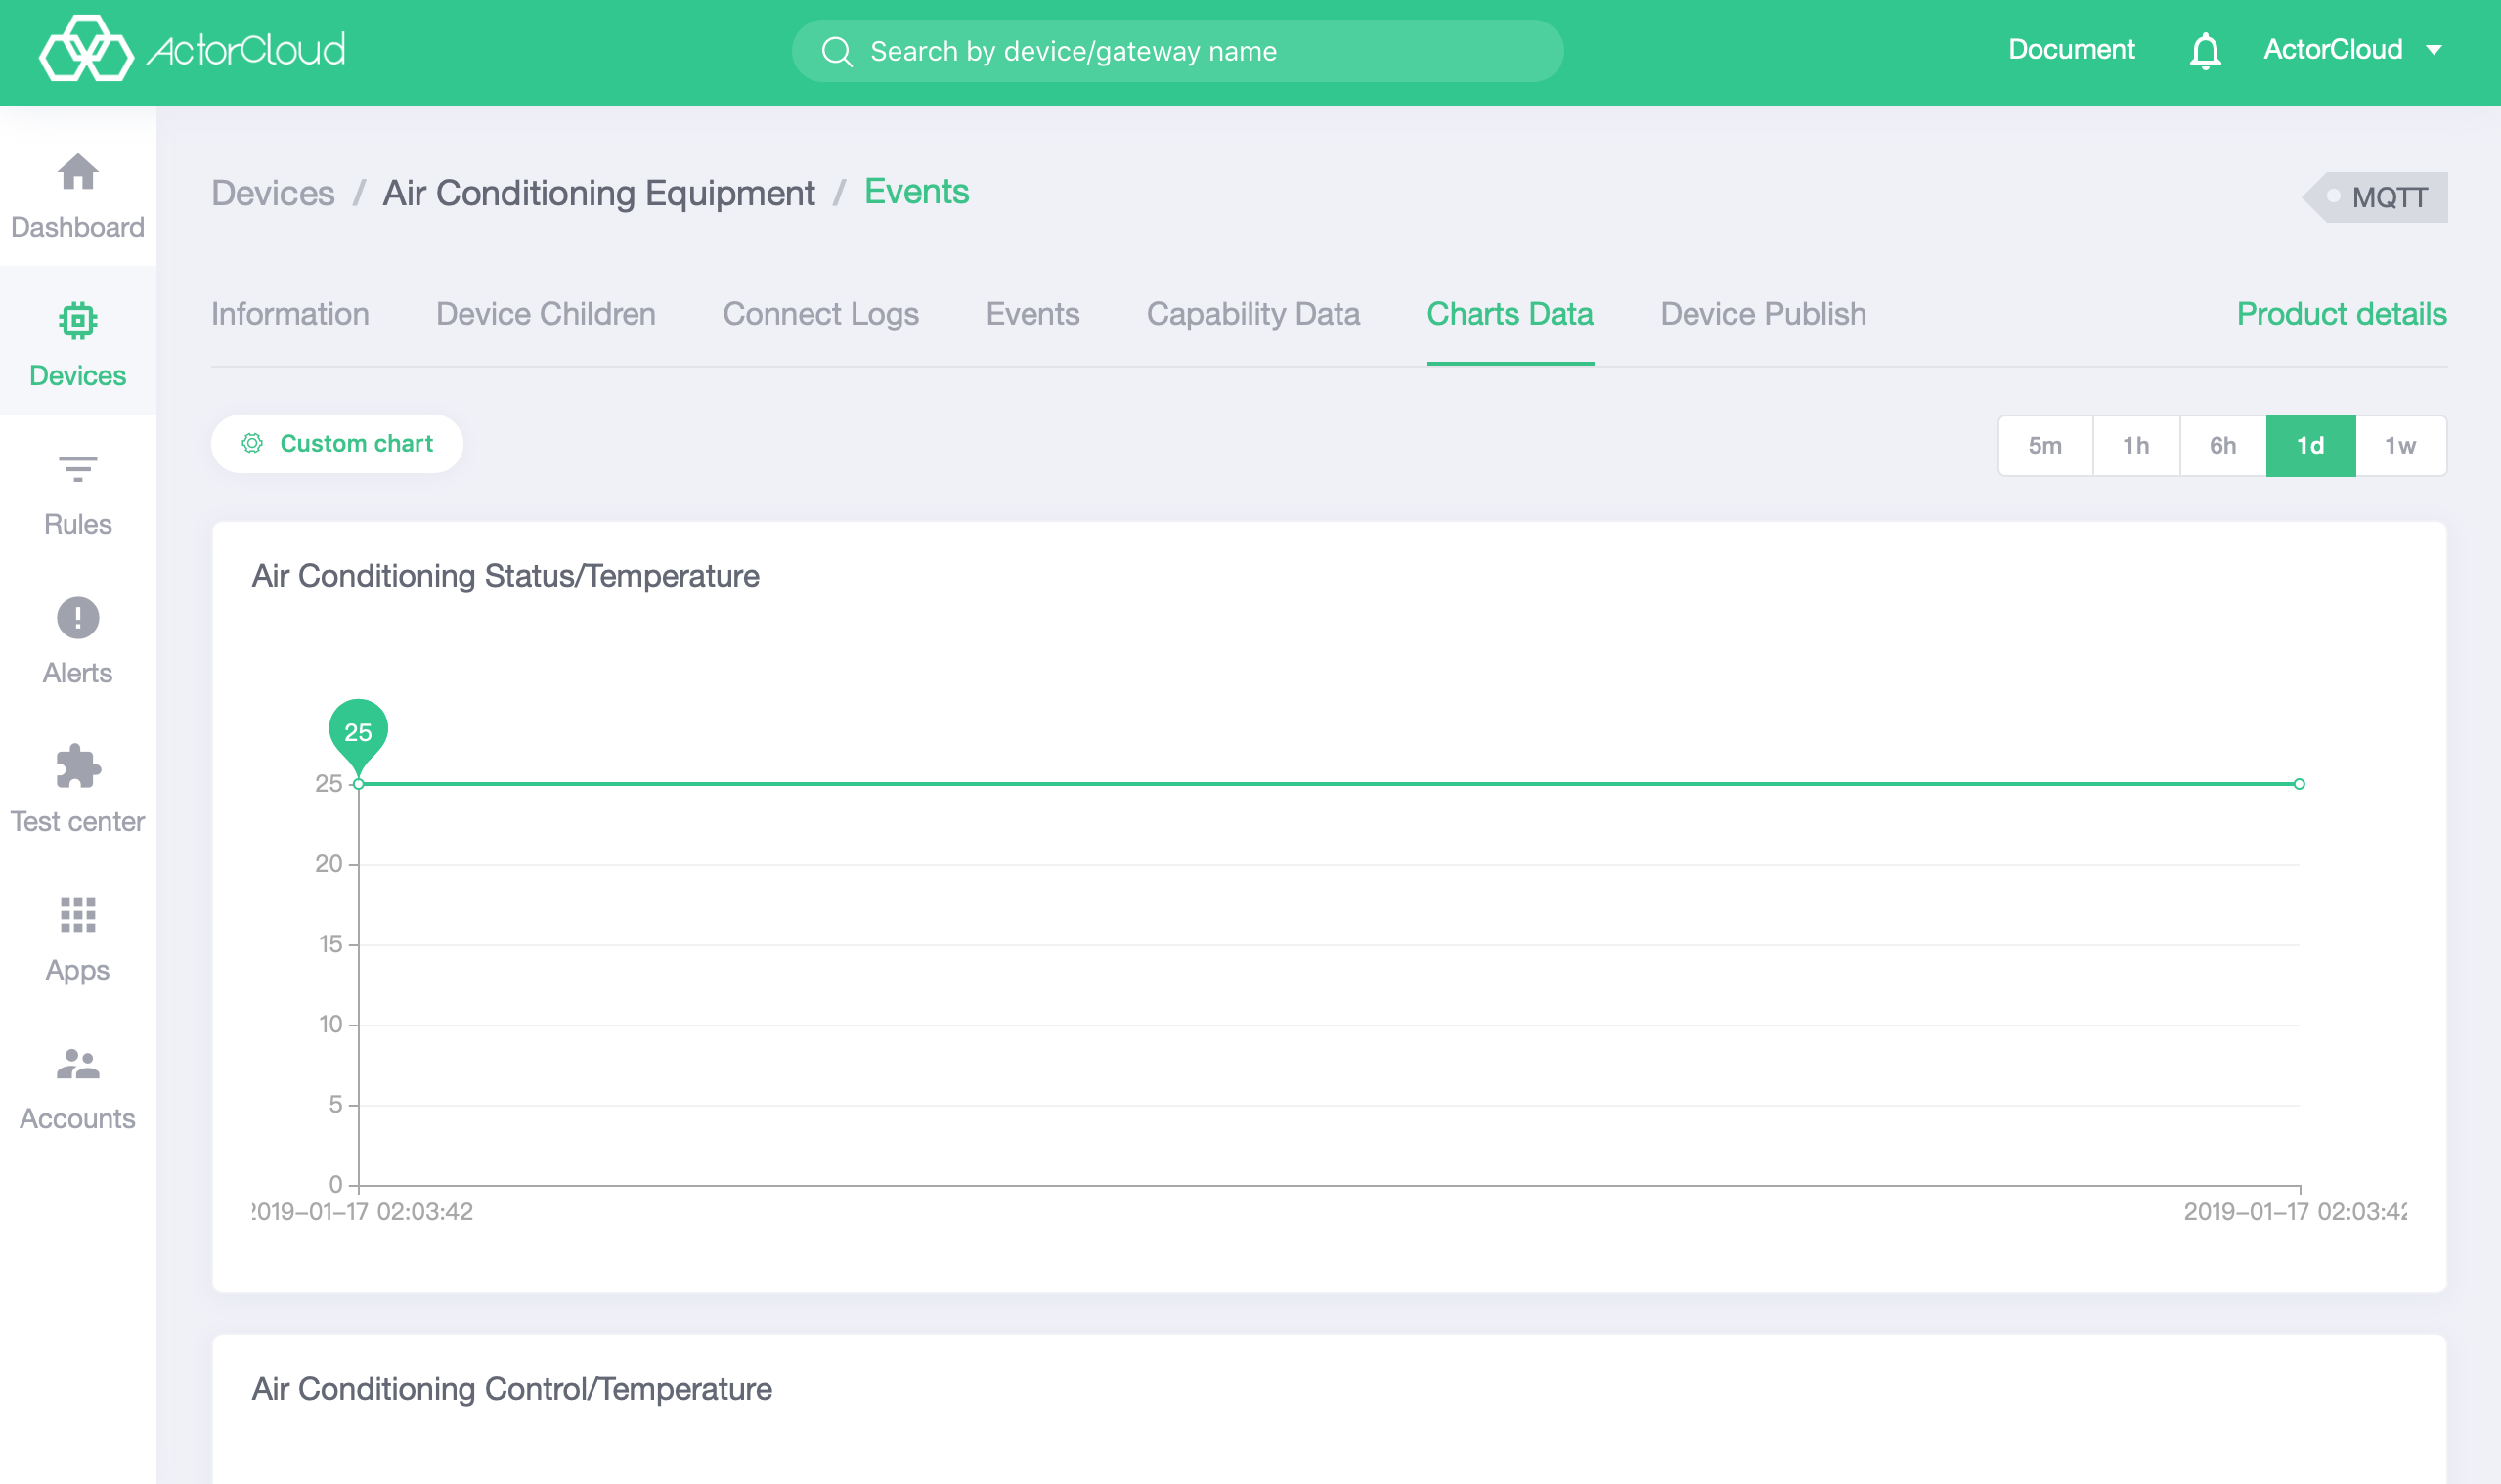 ActorCloud
Search by device/gateway name
Document
ActorCloud
Dashboard
Devices
Rules
Alerts
Test center
Apps
Accounts
Devices / Air Conditioning Equipment / Events
MQTT
Information Device Children Connect Logs Events Capability Data Charts Data Device Publish Product details
Custom chart
5m 1h 6h 1d 1w
Air Conditioning Status/Temperature
25
25
20
15
10
5
0
2019-01-17 02:03:42 2019-01-17 02:03:42
Air Conditioning Control/Temperature